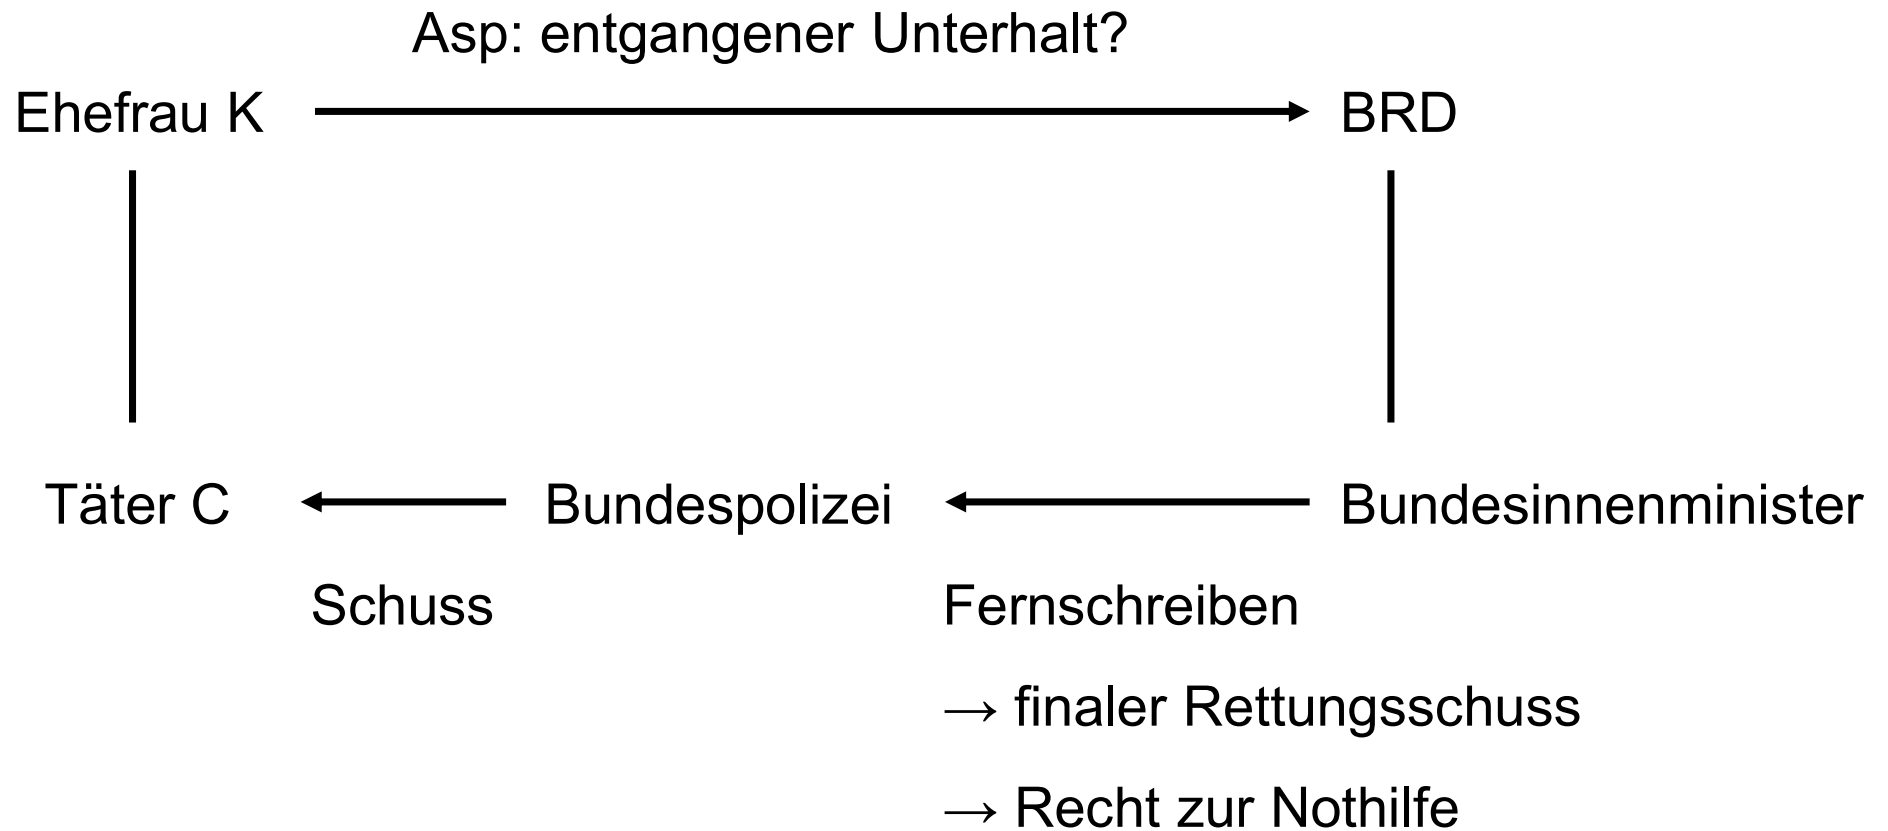 Asp: entgangener Unterhalt?
Ehefrau K
BRD
Täter C
Bundespolizei
Bundesinnenminister
Schuss
Fernschreiben
→ finaler Rettungsschuss
→ Recht zur Nothilfe